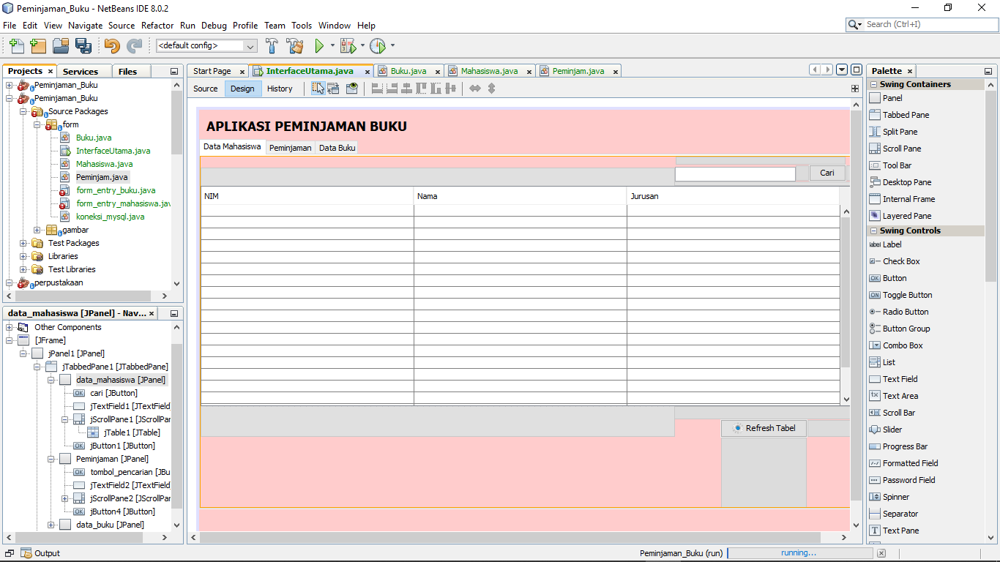 Peminjaman_Buku - NetBeans IDE 8.0.2
File Edit View Navigate Source Refactor Run Debug Profile Team Tools Window Help
Search (Ctrl+I)
<default config>
Projects Services Files
Peminjaman_Buku
Peminjaman_Buku
Source Packages
form
Buku.java
InterfaceUtama.java
Mahasiswa.java
Peminjam.java
form_entry_buku.java
form_entry_mahasiswa.jav
koneksi_mysql.java
gambar
Test Packages
Libraries
Test Libraries
perpustakaan
data_mahasiswa [JPanel] - Nav...
Other Components
[JFrame]
jPanel1 [JPanel]
jTabbedPane1 [JTabbedPane]
data_mahasiswa [JPanel]
cari [JButton]
jTextField1 [JTextField
jScrollPane1 [JScrollPar
jTable1 [JTable]
jButton1 [JButton]
Peminjaman [JPanel]
tombol_pencarian [JBu
jTextField2 [JTextField
jScrollPane2 [JScrollPar
jButton4 [JButton]
data_buku [JPanel]
Start Page InterfaceUtama.java Buku.java Mahasiswa.java Peminjam.java
Source Design History
APLIKASI PEMINJAMAN BUKU
Data Mahasiswa Peminjaman Data Buku
Cari
NIM Nama Jurusan
Refresh Tabel
Palette
Swing Containers
Panel
Tabbed Pane
Split Pane
Scroll Pane
Tool Bar
Desktop Pane
Internal Frame
Layered Pane
Swing Controls
label Label
Check Box
OK Button
ON Toggle Button
Radio Button
Button Group
Combo Box
List
Text Field
Text Area
Scroll Bar
Slider
Progress Bar
Formatted Field
Password Field
Spinner
Separator
Text Pane
Output
Peminjaman_Buku (run) running...